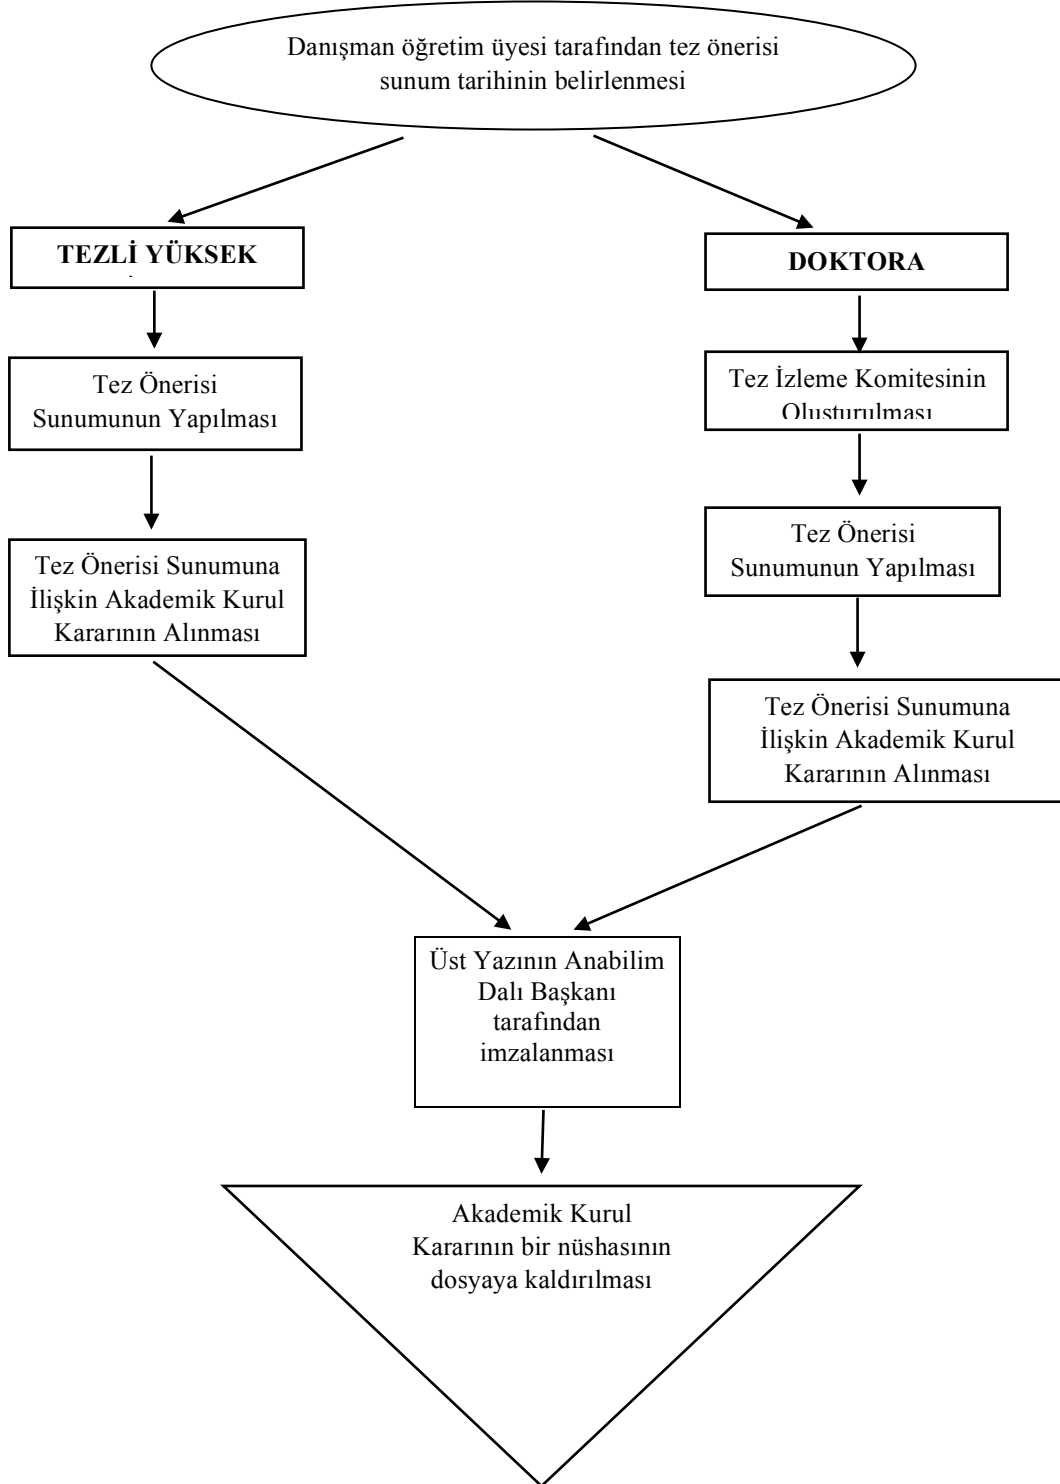 Danışman öğretim üyesi tarafından tez önerisi
sunum tarihinin belirlenmesi
TEZLİ YÜKSEK
DOKTORA
Tez Önerisi
Sunumunun Yapılması
Tez İzleme Komitesinin
Oluşturulması
Tez Önerisi
Sunumunun Yapılması
Tez Önerisi Sunumuna
İlişkin Akademik Kurul
Kararının Alınması
Tez Önerisi Sunumuna
İlişkin Akademik Kurul
Kararının Alınması
Üst Yazının Anabilim
Dalı Başkanı
tarafından
imzalanması
Akademik Kurul
Kararının bir nüshasının
dosyaya kaldırılması